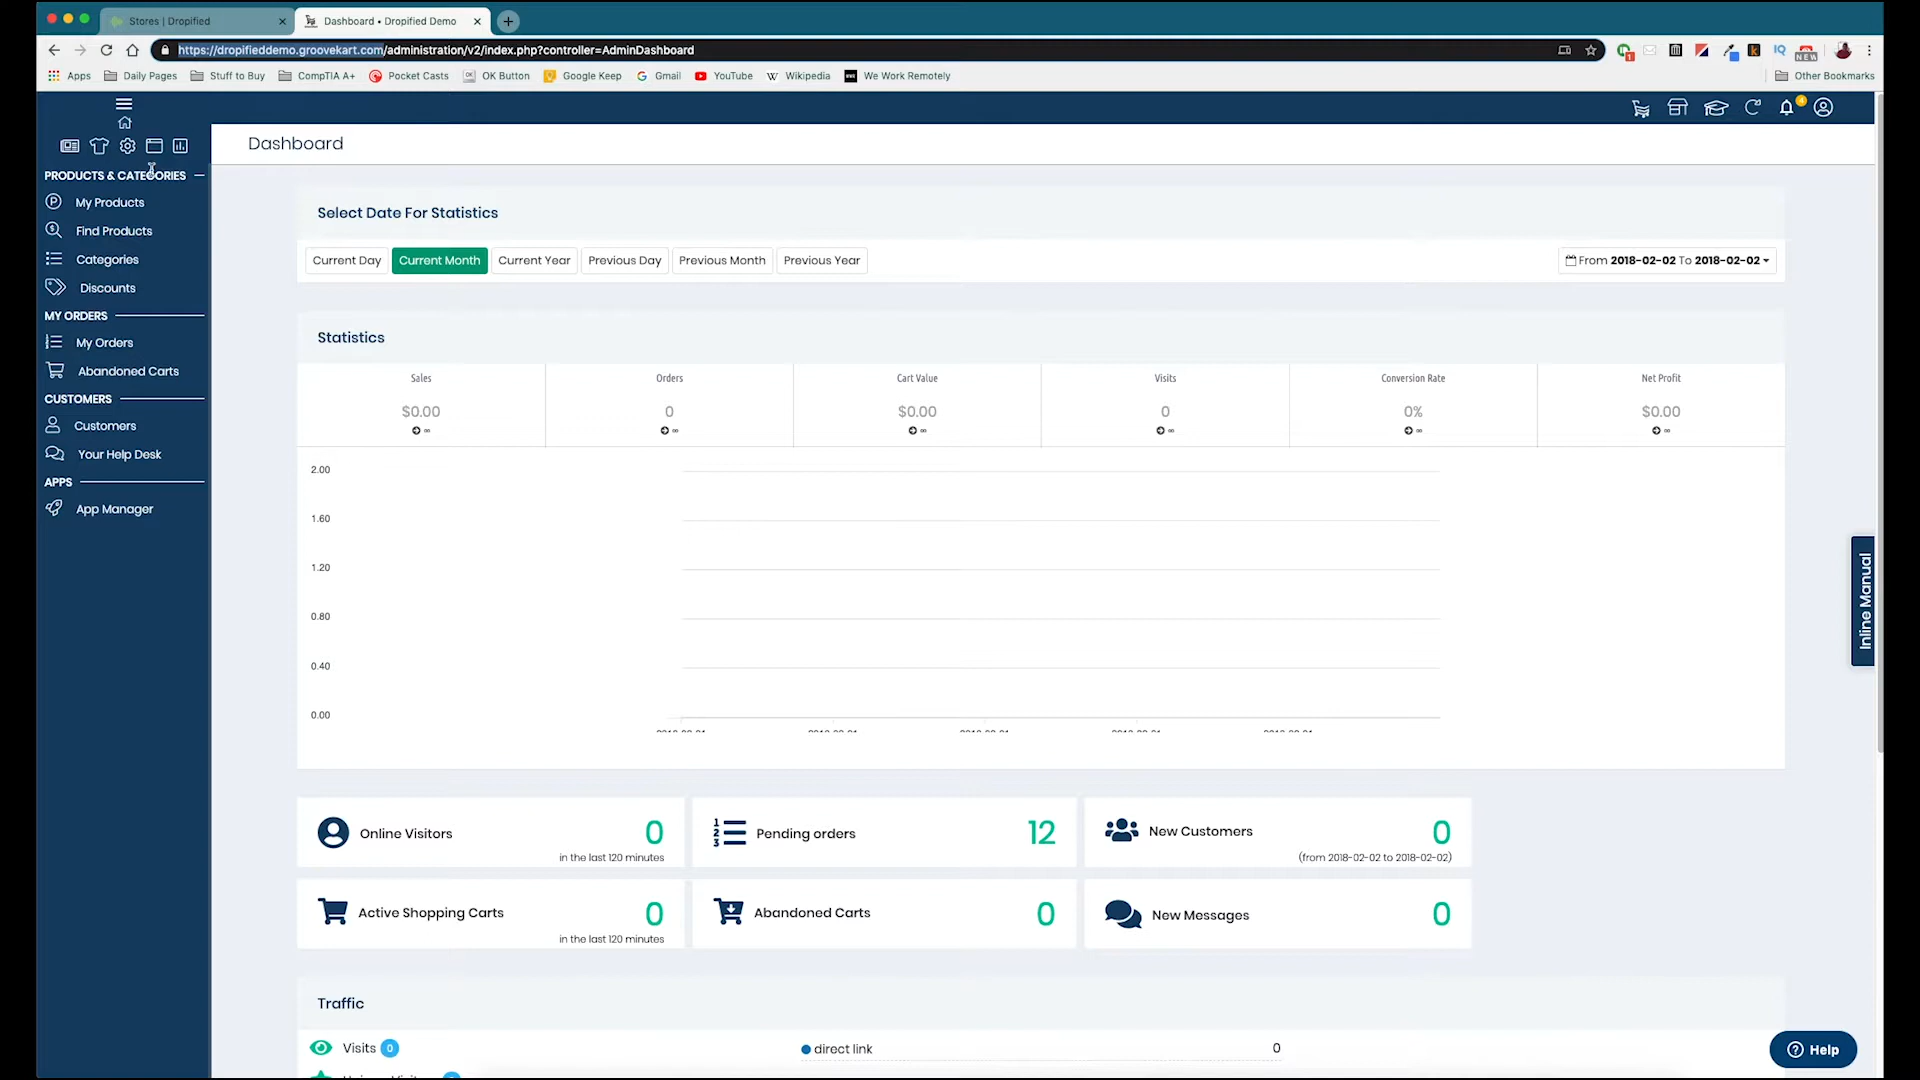 Stores | Dropified
Dashboard • Dropified Demo
https://dropifieddemo.groovekart.com/administration/v2/index.php?controller=AdminDashboard
Apps Daily Pages Stuff to Buy CompTIA A+ Pocket Casts OK Button Google Keep Gmail YouTube Wikipedia We Work Remotely Other Bookmarks
Dashboard
PRODUCTS & CATEGORIES
My Products
Find Products
Categories
Discounts
MY ORDERS
My Orders
Abandoned Carts
CUSTOMERS
Customers
Your Help Desk
APPS
App Manager
Select Date For Statistics
Current Day Current Month Current Year Previous Day Previous Month Previous Year
From 2018-02-02 To 2018-02-02
Statistics
Sales Orders Cart Value Visits Conversion Rate Net Profit
$0.00 0 $0.00 0 0% $0.00
2.00
1.60
1.20
0.80
0.40
0.00
Inline Manual
Online Visitors 0
in the last 120 minutes
Pending orders 12
New Customers 0
(from 2018-02-02 to 2018-02-02)
Active Shopping Carts 0
in the last 120 minutes
Abandoned Carts 0
New Messages 0
Traffic
Visits 0
direct link 0
Help